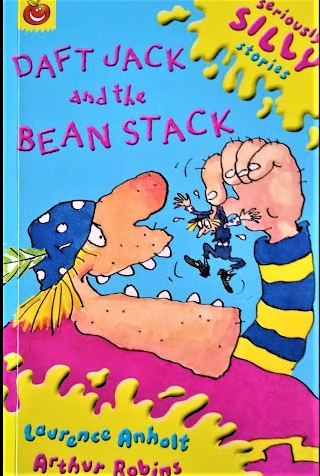 seriously
SILLY
stories
DAFT JACK
and the
BEAN STACK
Laurence Anholt
Arthur Robins